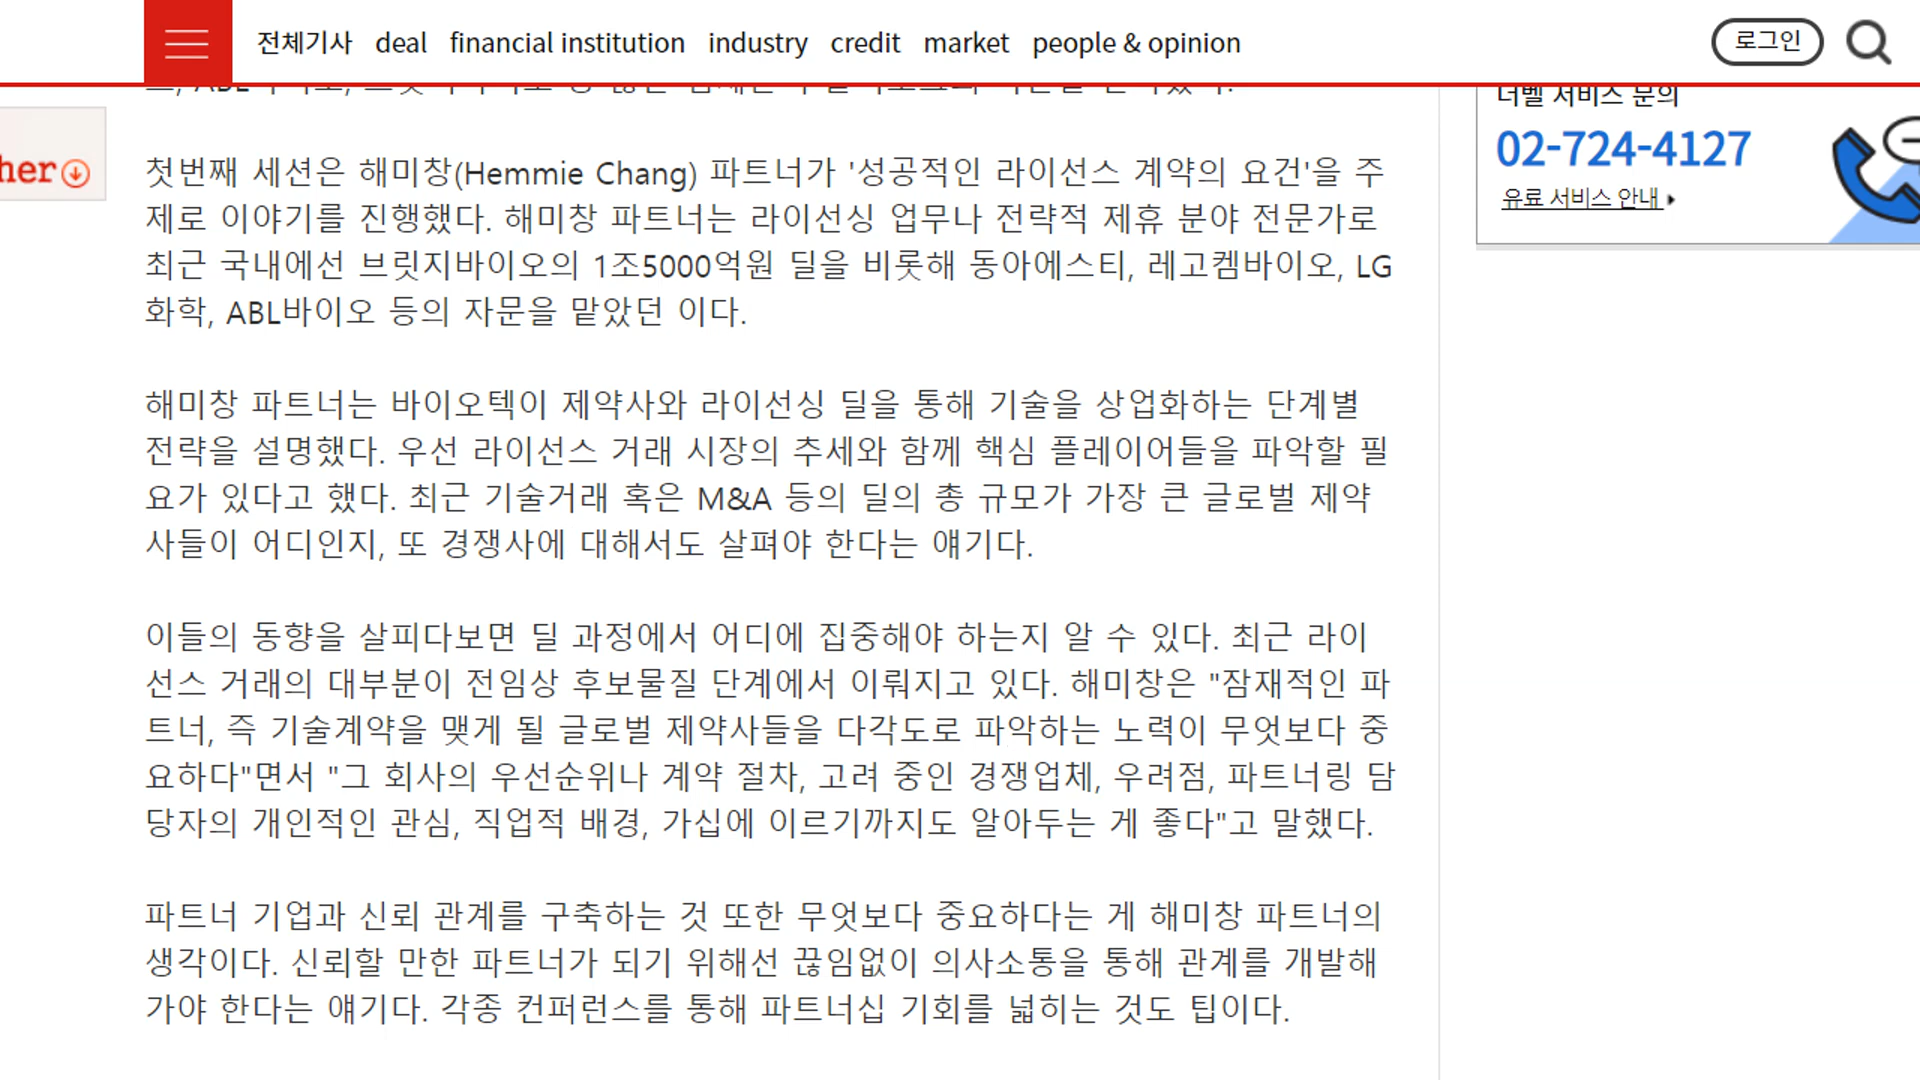 전체기사 deal financial institution industry credit market people & opinion
로그인
더벨 서비스 문의
02-724-4127
유료 서비스 안내
her
첫번째 세션은 해미창(Hemmie Chang) 파트너가 '성공적인 라이선스 계약의 요건'을 주
제로 이야기를 진행했다. 해미창 파트너는 라이선싱 업무나 전략적 제휴 분야 전문가로
최근 국내에선 브릿지바이오의 1조5000억원 딜을 비롯해 동아에스티, 레고켐바이오, LG
화학, ABL바이오 등의 자문을 맡았던 이다.
해미창 파트너는 바이오텍이 제약사와 라이선싱 딜을 통해 기술을 상업화하는 단계별
전략을 설명했다. 우선 라이선스 거래 시장의 추세와 함께 핵심 플레이어들을 파악할 필
요가 있다고 했다. 최근 기술거래 혹은 M&A 등의 딜의 총 규모가 가장 큰 글로벌 제약
사들이 어디인지, 또 경쟁사에 대해서도 살펴야 한다는 얘기다.
이들의 동향을 살피다보면 딜 과정에서 어디에 집중해야 하는지 알 수 있다. 최근 라이
선스 거래의 대부분이 전임상 후보물질 단계에서 이뤄지고 있다. 해미창은 "잠재적인 파
트너, 즉 기술계약을 맺게 될 글로벌 제약사들을 다각도로 파악하는 노력이 무엇보다 중
요하다"면서 "그 회사의 우선순위나 계약 절차, 고려 중인 경쟁업체, 우려점, 파트너링 담
당자의 개인적인 관심, 직업적 배경, 가십에 이르기까지도 알아두는 게 좋다"고 말했다.
파트너 기업과 신뢰 관계를 구축하는 것 또한 무엇보다 중요하다는 게 해미창 파트너의
생각이다. 신뢰할 만한 파트너가 되기 위해선 끊임없이 의사소통을 통해 관계를 개발해
가야 한다는 얘기다. 각종 컨퍼런스를 통해 파트너십 기회를 넓히는 것도 팁이다.